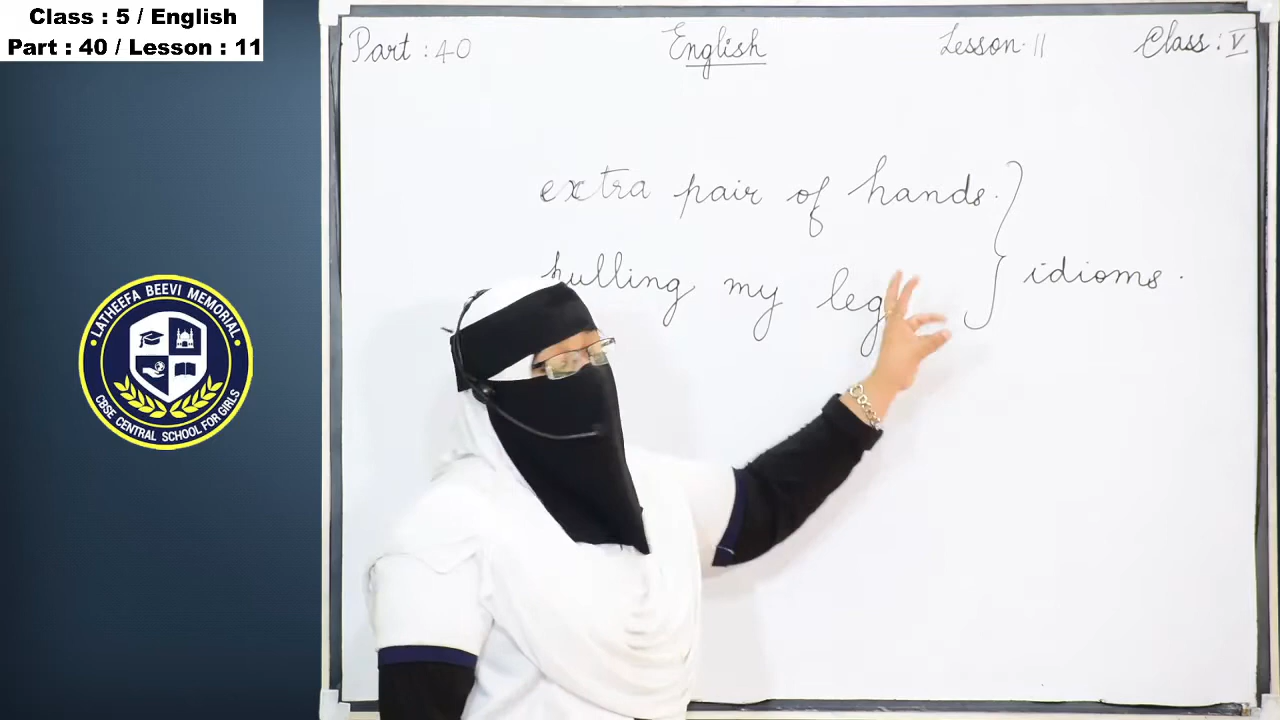 Class : 5 / English
Part : 40 / Lesson : 11
Part : 40 English Lesson 11 Class : V
extra pair of hands.
pulling my leg
idioms.
LATHEEFA BEEVI MEMORIAL
CBSE CENTRAL SCHOOL FOR GIRLS